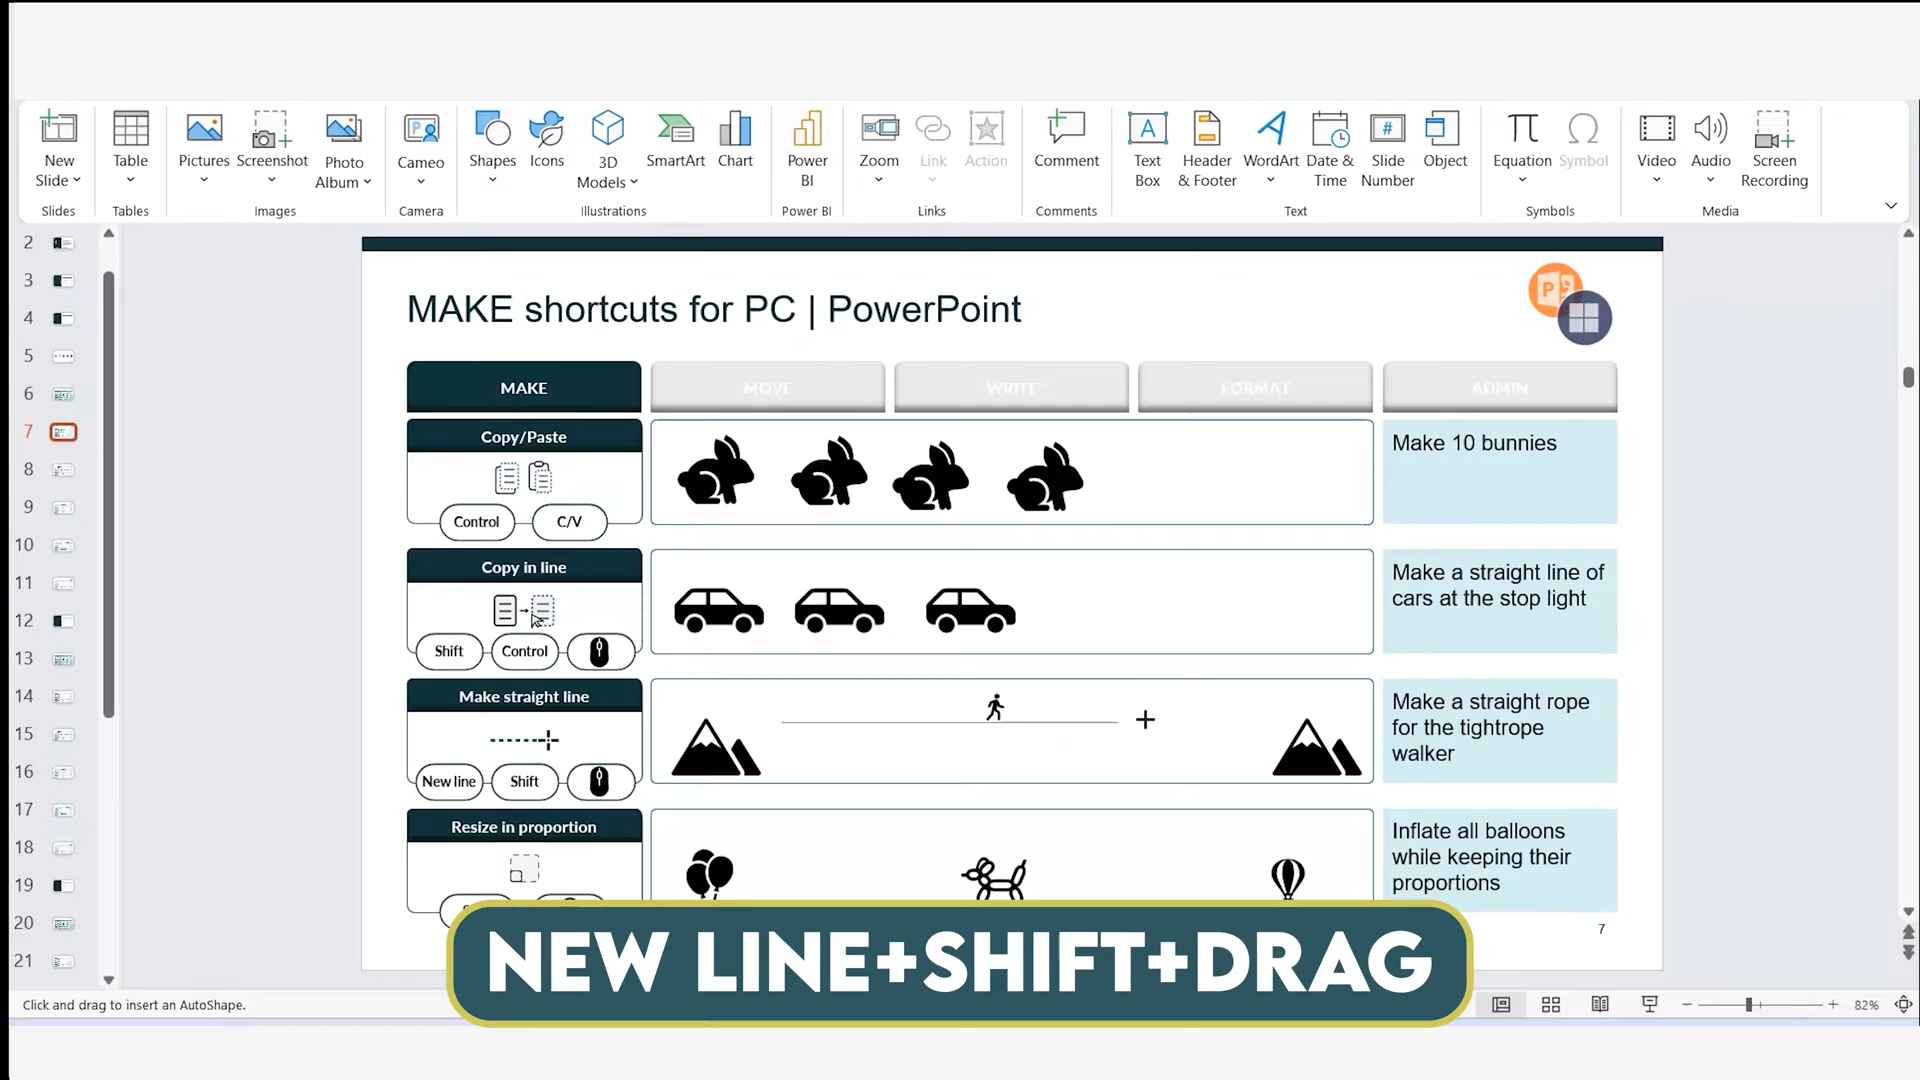 New
Slide
Table
Pictures
Screenshot
Photo
Album
Cameo
Shapes
Icons
3D
Models
SmartArt
Chart
Power
BI
Zoom
Link
Action
Comment
Text
Box
Header
& Footer
WordArt
Date &
Time
Slide
Number
Object
Equation
Symbol
Video
Audio
Screen
Recording
Slides
Tables
Images
Camera
Illustrations
Power BI
Links
Comments
Text
Symbols
Media
2
3
4
5
6
7
8
9
10
11
12
13
14
15
16
17
18
19
20
21
MAKE shortcuts for PC | PowerPoint
MAKE
MOVE
WRITE
FORMAT
ADMIN
Copy/Paste
Control
C/V
Make 10 bunnies
Copy in line
Shift
Control
Make a straight line of
cars at the stop light
Make straight line
New line
Shift
Make a straight rope
for the tightrope
walker
Resize in proportion
Inflate all balloons
while keeping their
proportions
7
NEW LINE+SHIFT+DRAG
Click and drag to insert an AutoShape.
82%